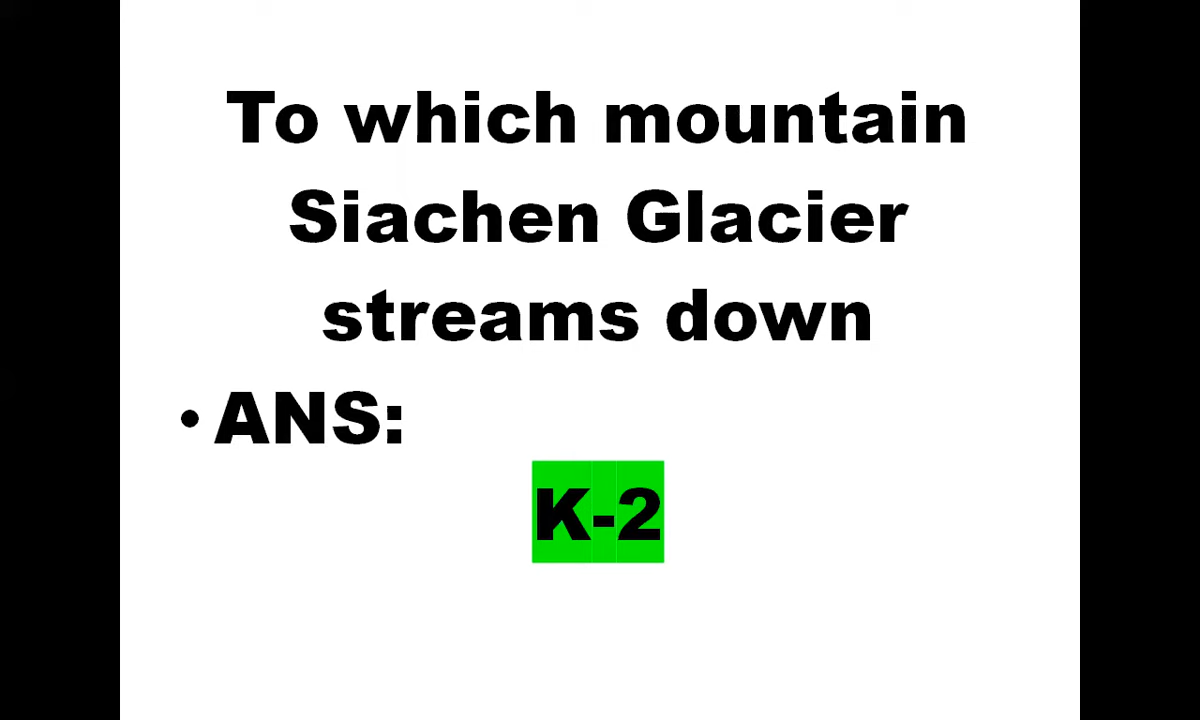 To which mountain
Siachen Glacier
streams down
• ANS:
K-2